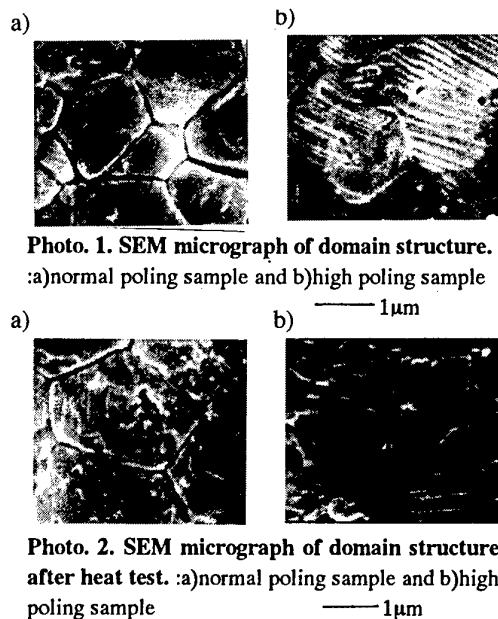 a) b)
Photo. 1. SEM micrograph of domain structure.
:a)normal poling sample and b)high poling sample
1μm
a) b)
Photo. 2. SEM micrograph of domain structure
after heat test. :a)normal poling sample and b)high
poling sample 1μm